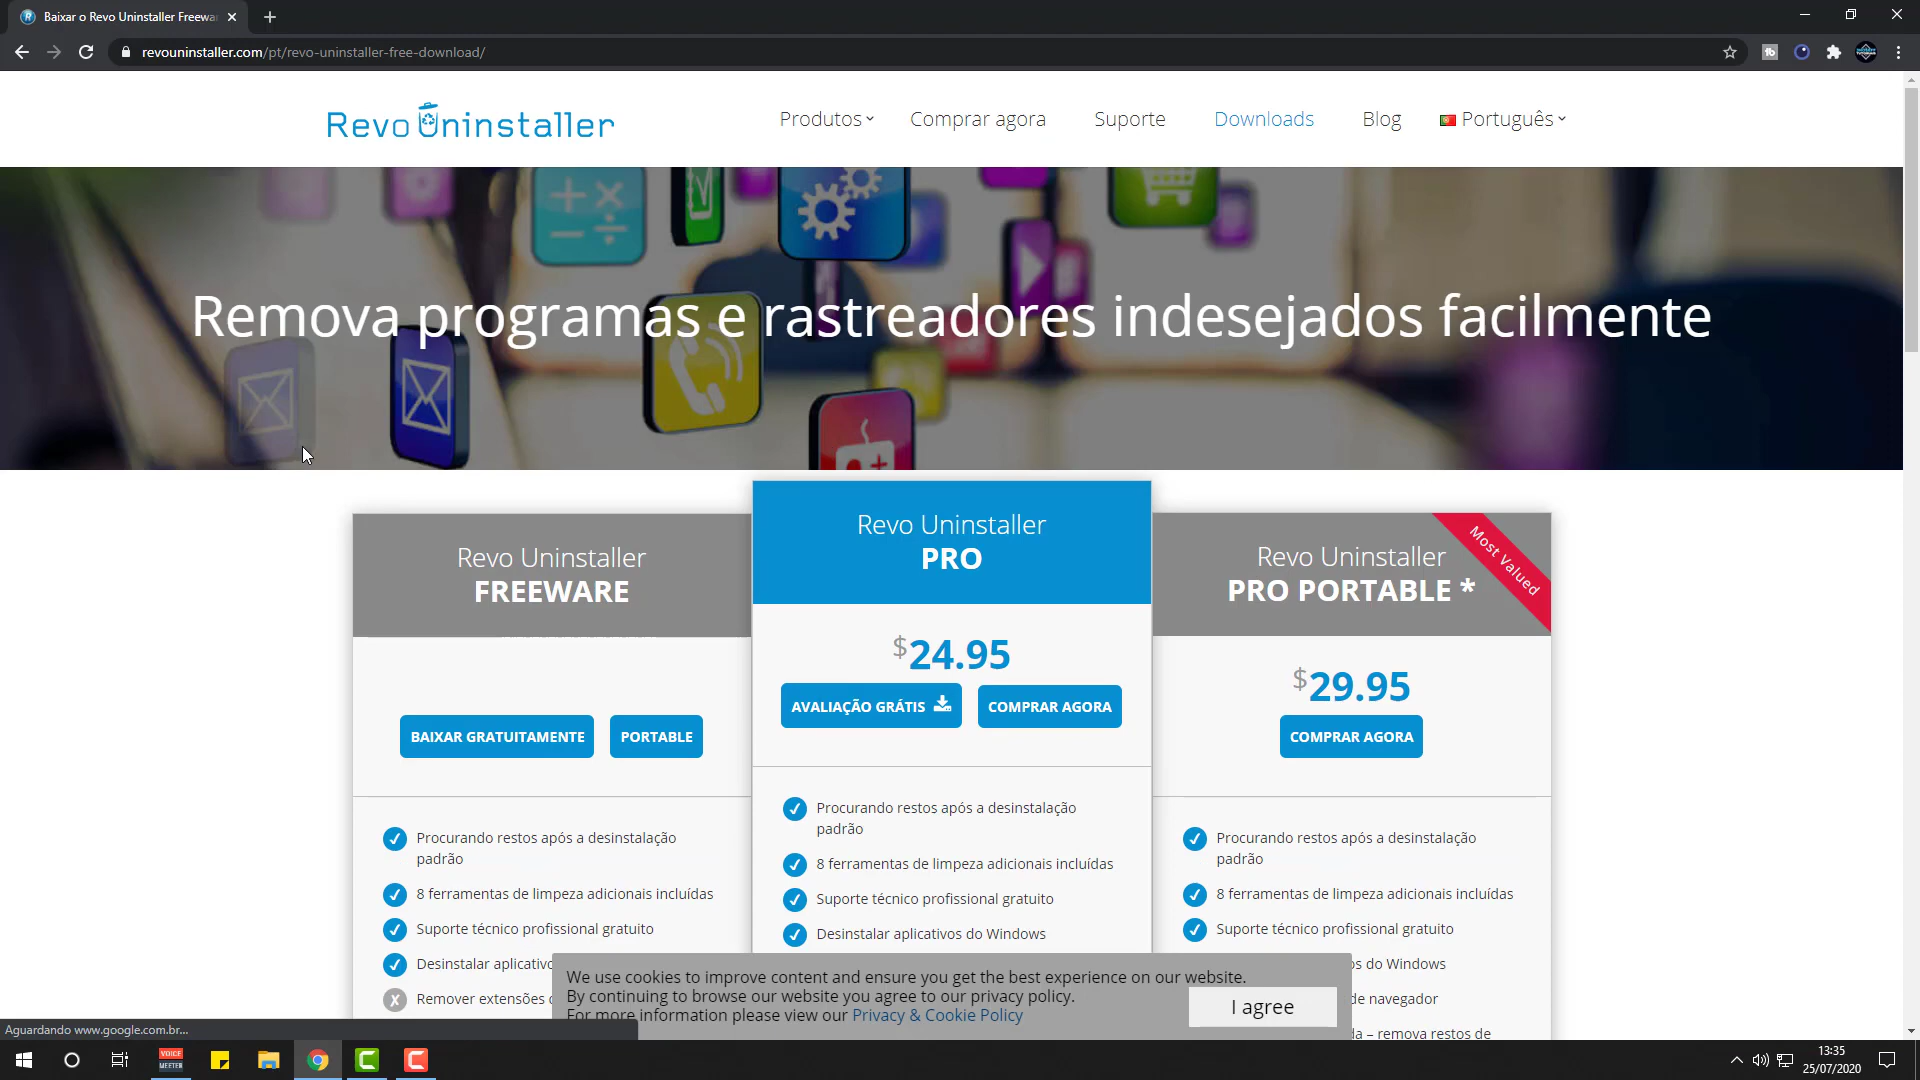 Baixar o Revo Uninstaller Freewa
revouninstaller.com/pt/revo-uninstaller-free-download/
Revo Uninstaller
Produtos
Comprar agora
Suporte
Downloads
Blog
Português
Remova programas e rastreadores indesejados facilmente
Revo Uninstaller
FREEWARE
BAIXAR GRATUITAMENTE
PORTABLE
Procurando restos após a desinstalação
padrão
8 ferramentas de limpeza adicionais incluídas
Suporte técnico profissional gratuito
Desinstalar aplicativo
Remover extensões
Revo Uninstaller
PRO
$24.95
AVALIAÇÃO GRÁTIS
COMPRAR AGORA
Procurando restos após a desinstalação
padrão
8 ferramentas de limpeza adicionais incluídas
Suporte técnico profissional gratuito
Desinstalar aplicativos do Windows
Revo Uninstaller
PRO PORTABLE *
Most Valued
$29.95
COMPRAR AGORA
Procurando restos após a desinstalação
padrão
8 ferramentas de limpeza adicionais incluídas
Suporte técnico profissional gratuito
os do Windows
de navegador
da – remova restos de
We use cookies to improve content and ensure you get the best experience on our website.
By continuing to browse our website you agree to our privacy policy.
For more information please view our Privacy & Cookie Policy
I agree
Aguardando www.google.com.br...
VOICE
MEETER
13:35
25/07/2020